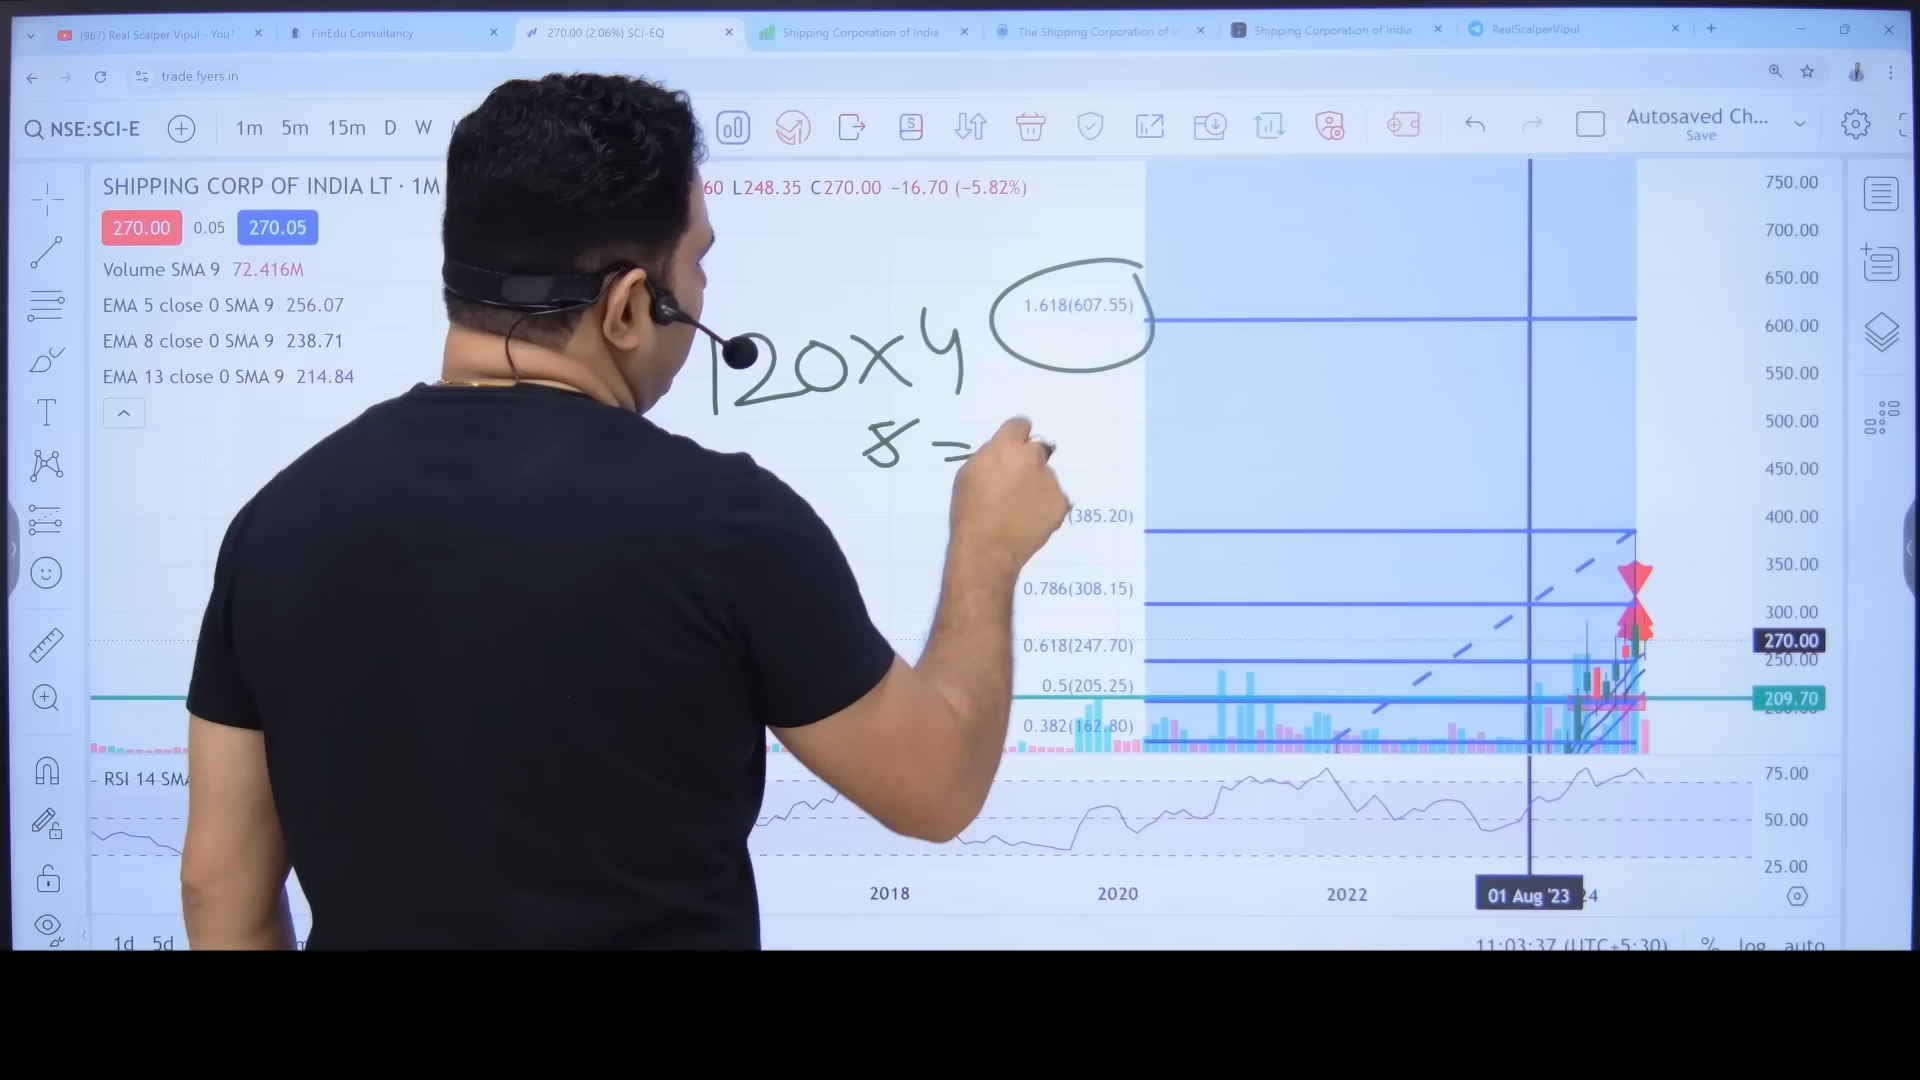 (967) Real Scalper Vipul - YouT
FinEdu Consultancy
270.00 (2.06%) SCI-EQ
Shipping Corporation of India
The Shipping Corporation of In
Shipping Corporation of India
RealScalperVipul
trade.fyers.in
NSE:SCI-E
1m 5m 15m D W
Autosaved Ch...
Save
SHIPPING CORP OF INDIA LT · 1M
60 L248.35 C270.00 −16.70 (−5.82%)
270.00 0.05 270.05
Volume SMA 9 72.416M
EMA 5 close 0 SMA 9 256.07
EMA 8 close 0 SMA 9 238.71
EMA 13 close 0 SMA 9 214.84
120x4
8 =
1.618(607.55)
(385.20)
0.786(308.15)
0.618(247.70)
0.5(205.25)
0.382(162.80)
750.00
700.00
650.00
600.00
550.00
500.00
450.00
400.00
350.00
300.00
270.00
250.00
209.70
RSI 14 SMA
75.00
50.00
25.00
2018 2020 2022 01 Aug '23 24
1d 5d
11:03:37 (UTC+5:30) % log auto